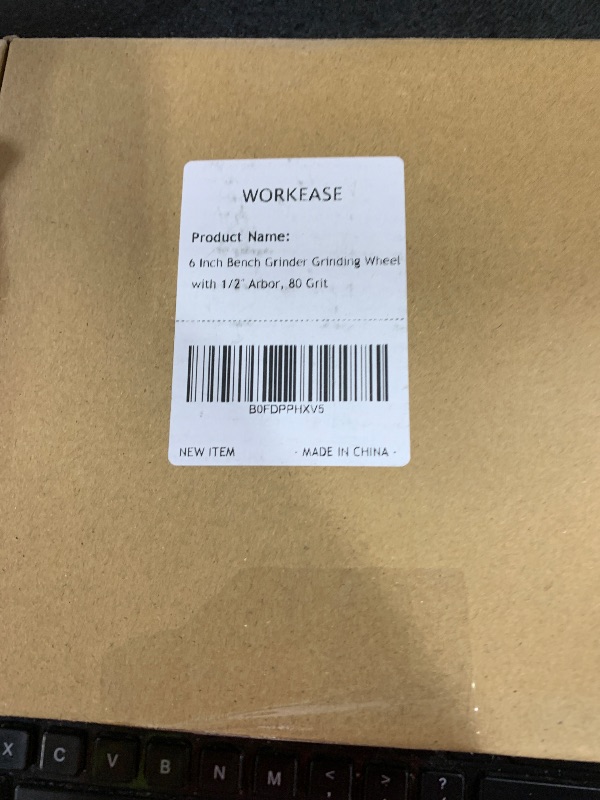 WORKEASE
Product Name:
6 Inch Bench Grinder Grinding Wheel
with 1/2" Arbor, 80 Grit
B0FDPPHXV5
NEW ITEM - MADE IN CHINA -
X C V B N M < , > ?